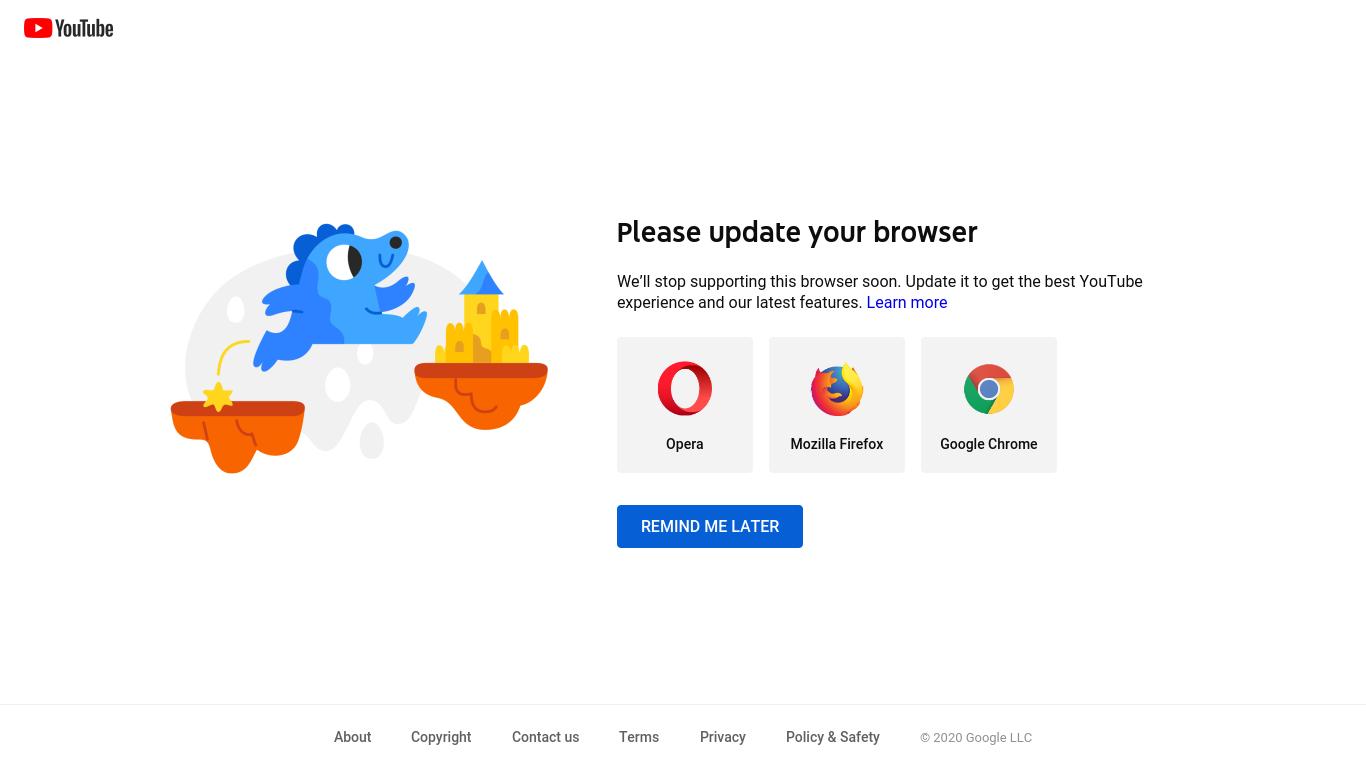 YouTube
Please update your browser
We’ll stop supporting this browser soon. Update it to get the best YouTube
experience and our latest features. Learn more
Opera
Mozilla Firefox
Google Chrome
REMIND ME LATER
About
Copyright
Contact us
Terms
Privacy
Policy & Safety
© 2020 Google LLC